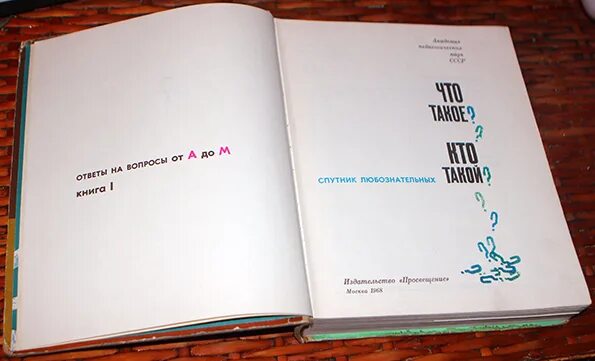 ОТВЕТЫ НА ВОПРОСЫ ОТ А ДО М
КНИГА I
Академия
педагогических
наук
СССР
ЧТО
ТАКОЕ?
?
КТО
ТАКОЙ?
СПУТНИК ЛЮБОЗНАТЕЛЬНЫХ
Издательство «Просвещение»
Москва 1968